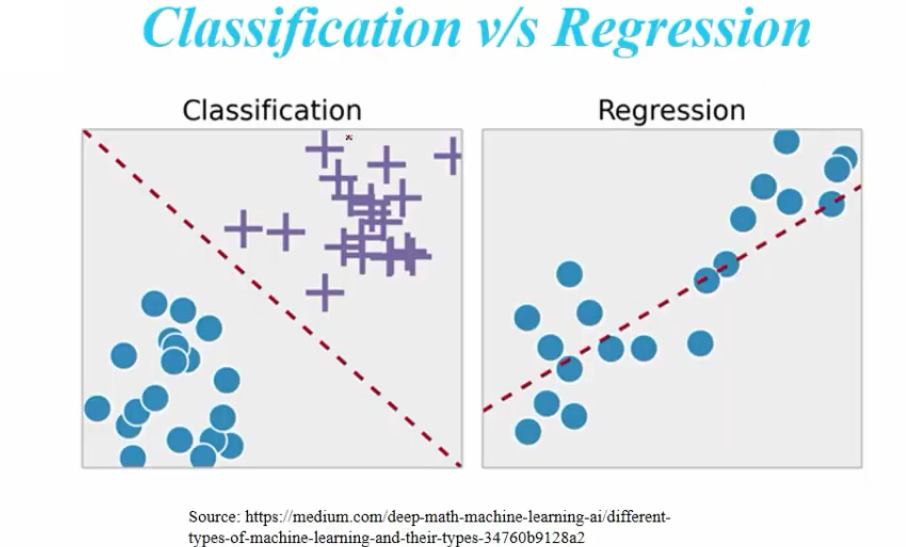 Classification v/s Regression
Classification
Regression
Source: https://medium.com/deep-math-machine-learning-ai/different-
types-of-machine-learning-and-their-types-34760b9128a2